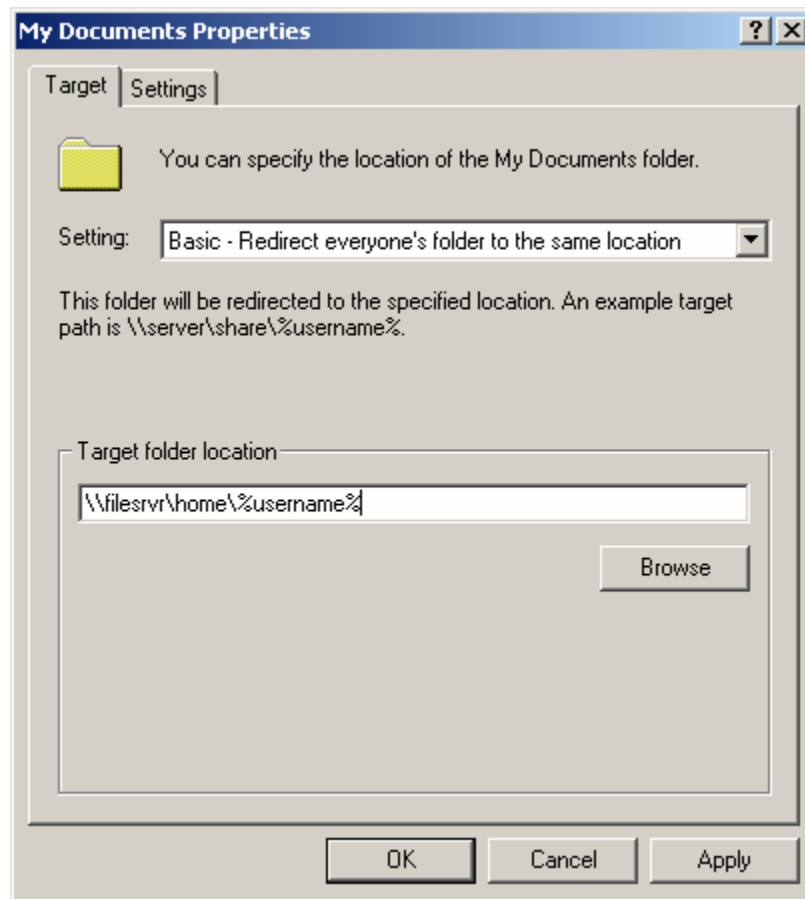 My Documents Properties
Target
Settings
You can specify the location of the My Documents folder.
Setting:
Basic - Redirect everyone's folder to the same location
This folder will be redirected to the specified location. An example target
path is \\server\share\%username%.
Target folder location
\\filesrvr\home\%username%
Browse
OK
Cancel
Apply